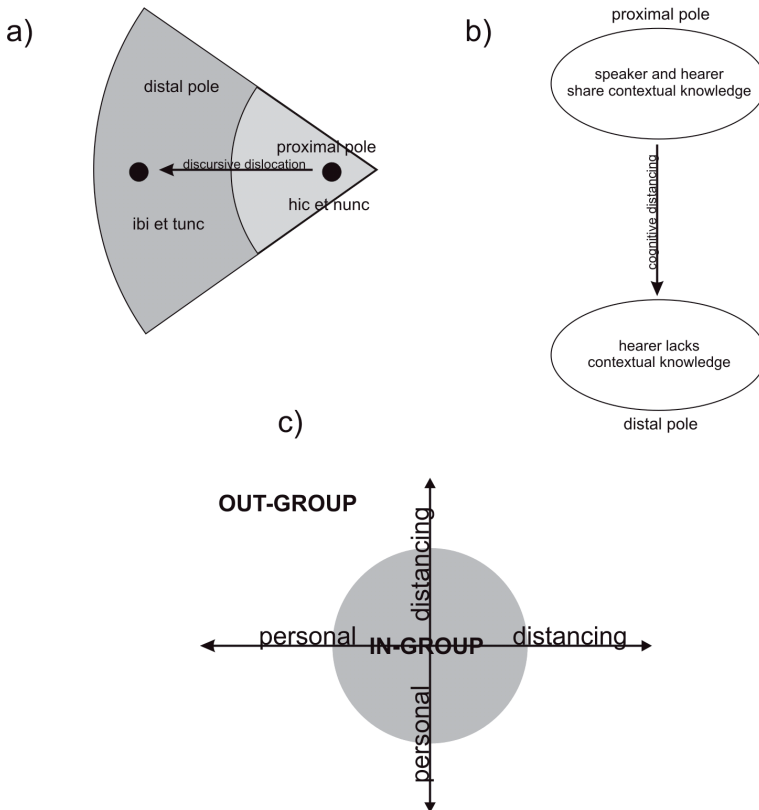 a)
distal pole
proximal pole
discursive dislocation
hic et nunc
ibi et tunc
b)
proximal pole
speaker and hearer
share contextual knowledge
cognitive distancing
hearer lacks
contextual knowledge
distal pole
c)
OUT-GROUP
distancing
personal IN-GROUP distancing
personal